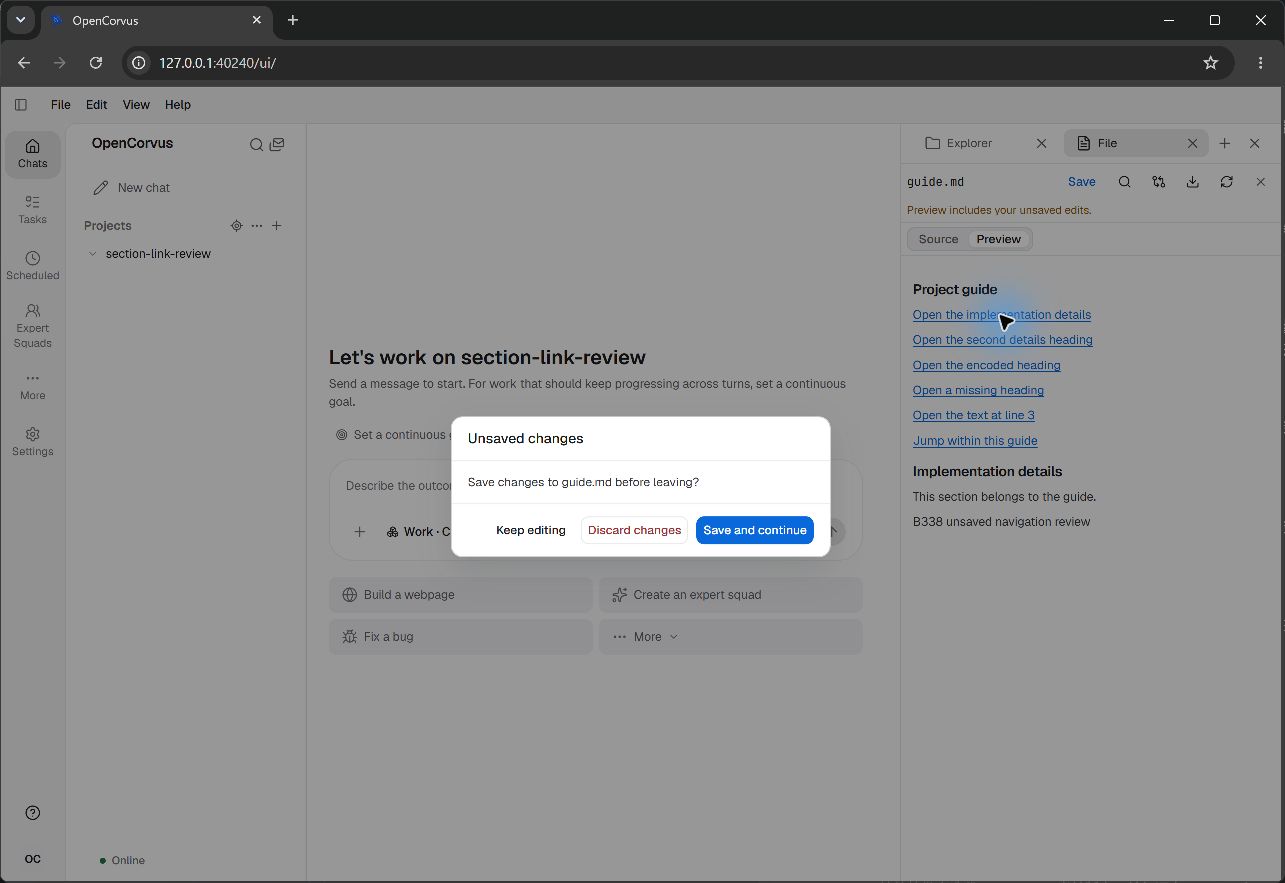 OpenCorvus
127.0.0.1:40240/ui/
File Edit View Help
Chats
Tasks
Scheduled
Expert
Squads
More
Settings
OC
OpenCorvus
New chat
Projects
section-link-review
Online
Let's work on section-link-review
Send a message to start. For work that should keep progressing across turns, set a continuous
goal.
Set a continuous
Describe the outco
Work · C
Build a webpage
Create an expert squad
Fix a bug
More
Unsaved changes
Save changes to guide.md before leaving?
Keep editing
Discard changes
Save and continue
Explorer
File
guide.md
Save
Preview includes your unsaved edits.
Source
Preview
Project guide
Open the implementation details
Open the second details heading
Open the encoded heading
Open a missing heading
Open the text at line 3
Jump within this guide
Implementation details
This section belongs to the guide.
B338 unsaved navigation review